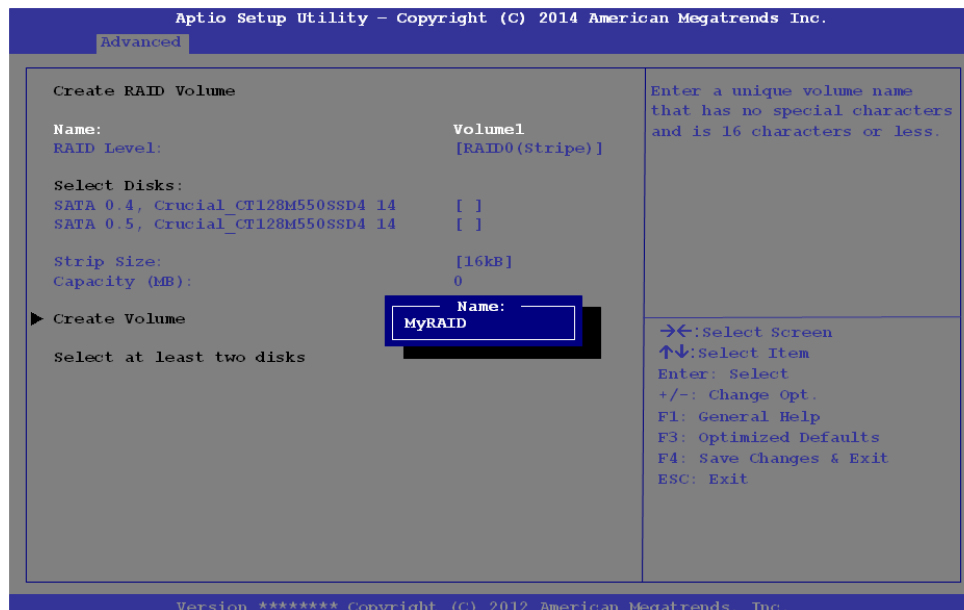 Aptio Setup Utility – Copyright (C) 2014 American Megatrends Inc.
Advanced
Create RAID Volume
Name: Volume1
RAID Level: [RAID0(Stripe)]
Select Disks:
SATA 0.4, Crucial_CT128M550SSD4 14 [ ]
SATA 0.5, Crucial_CT128M550SSD4 14 [ ]
Strip Size: [16kB]
Capacity (MB): 0
▶ Create Volume
Select at least two disks
Name:
MyRAID
Enter a unique volume name
that has no special characters
and is 16 characters or less.
→←:Select Screen
↑↓:Select Item
Enter: Select
+/-: Change Opt.
F1: General Help
F3: Optimized Defaults
F4: Save Changes & Exit
ESC: Exit
Version ******** Copyright (C) 2012 American Megatrends, Inc